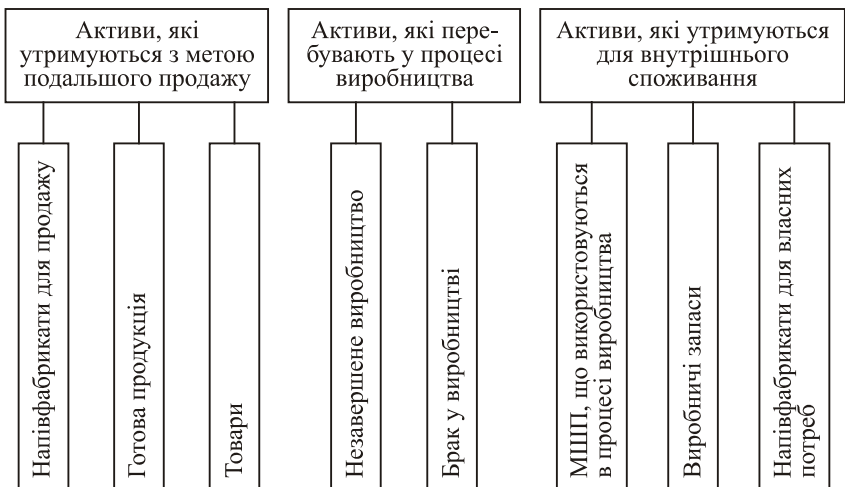 Активи, які
утримуються з метою
подальшого продажу
Активи, які пере-
бувають у процесі
виробництва
Активи, які утримуються
для внутрішнього
споживання
Напівфабрикати для продажу
Готова продукція
Товари
Незавершене виробництво
Брак у виробництві
МШП, що використовуються
в процесі виробництва
Виробничі запаси
Напівфабрикати для власних
потреб